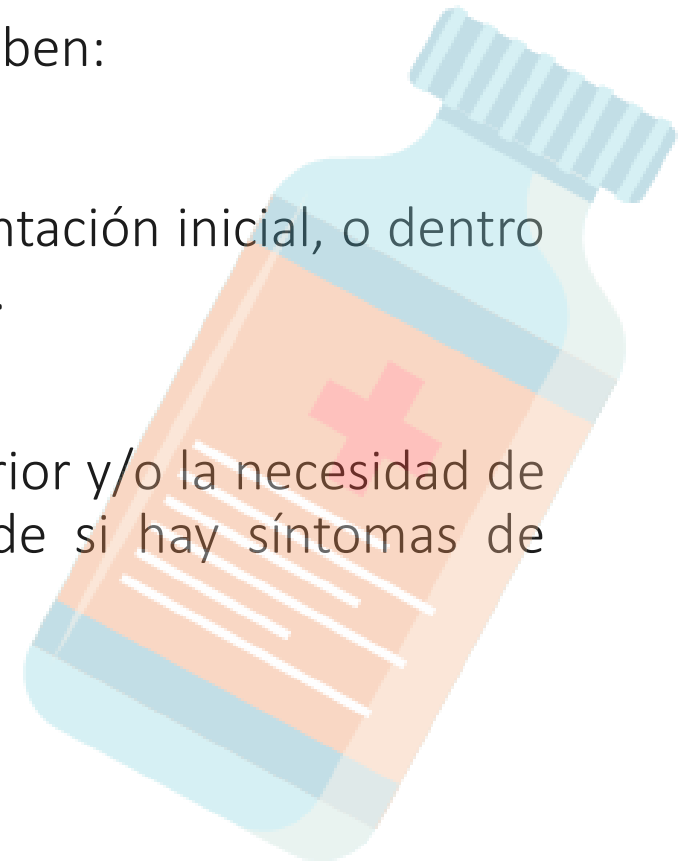 ben:
ntación inicial, o dentro
.
rior y/o la necesidad de
de si hay síntomas de